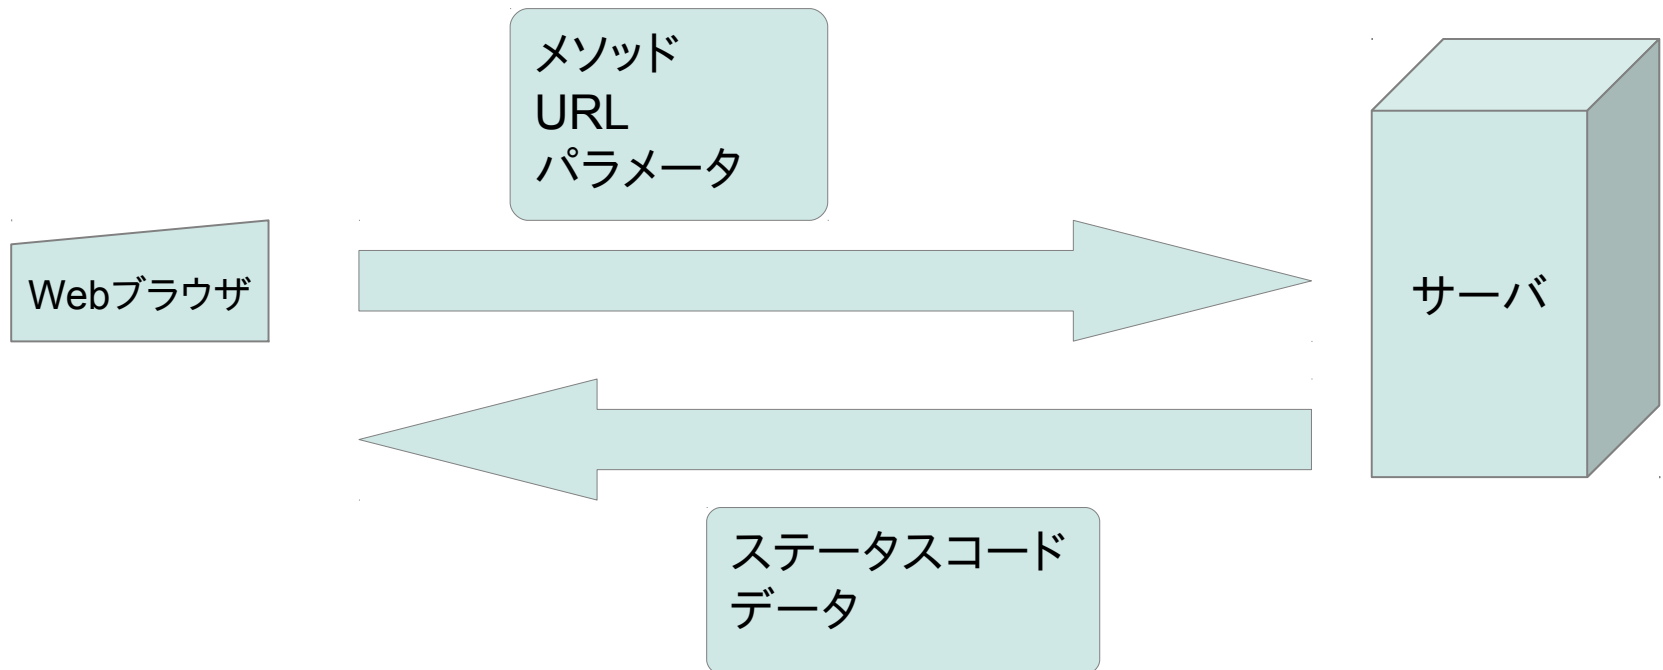 メソッド
URL
パラメータ
Webブラウザ
サーバ
ステータスコード
データ